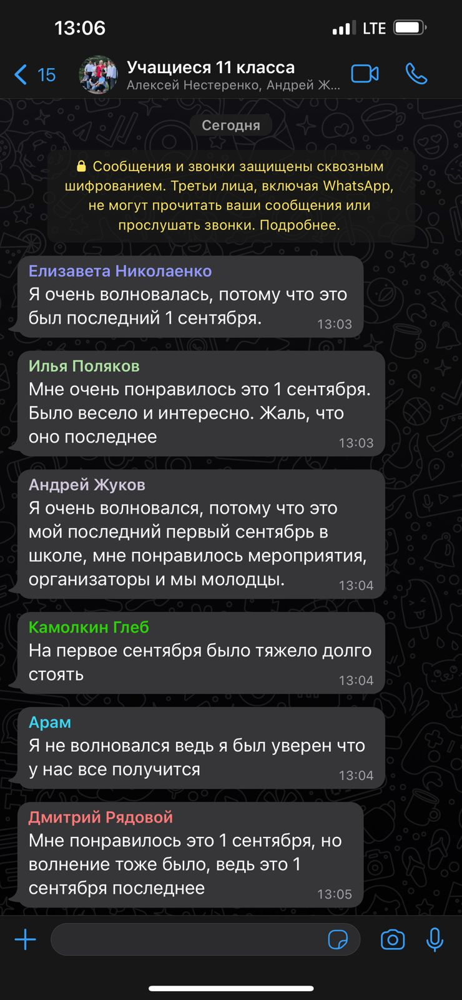 13:06
LTE
15
Учащиеся 11 класса
Алексей Нестеренко, Андрей Ж...
Сегодня
Сообщения и звонки защищены сквозным
шифрованием. Третьи лица, включая WhatsApp,
не могут прочитать ваши сообщения или
прослушать звонки. Подробнее.
Елизавета Николаенко
Я очень волновалась, потому что это
был последний 1 сентября.
13:03
Илья Поляков
Мне очень понравилось это 1 сентября.
Было весело и интересно. Жаль, что
оно последнее
13:03
Андрей Жуков
Я очень волновался, потому что это
мой последний первый сентябрь в
школе, мне понравилось мероприятия,
организаторы и мы молодцы.
13:04
Камолкин Глеб
На первое сентября было тяжело долго
стоять
13:04
Арам
Я не волновался ведь я был уверен что
у нас все получится
13:04
Дмитрий Рядовой
Мне понравилось это 1 сентября, но
волнение тоже было, ведь это 1
сентября последнее
13:05